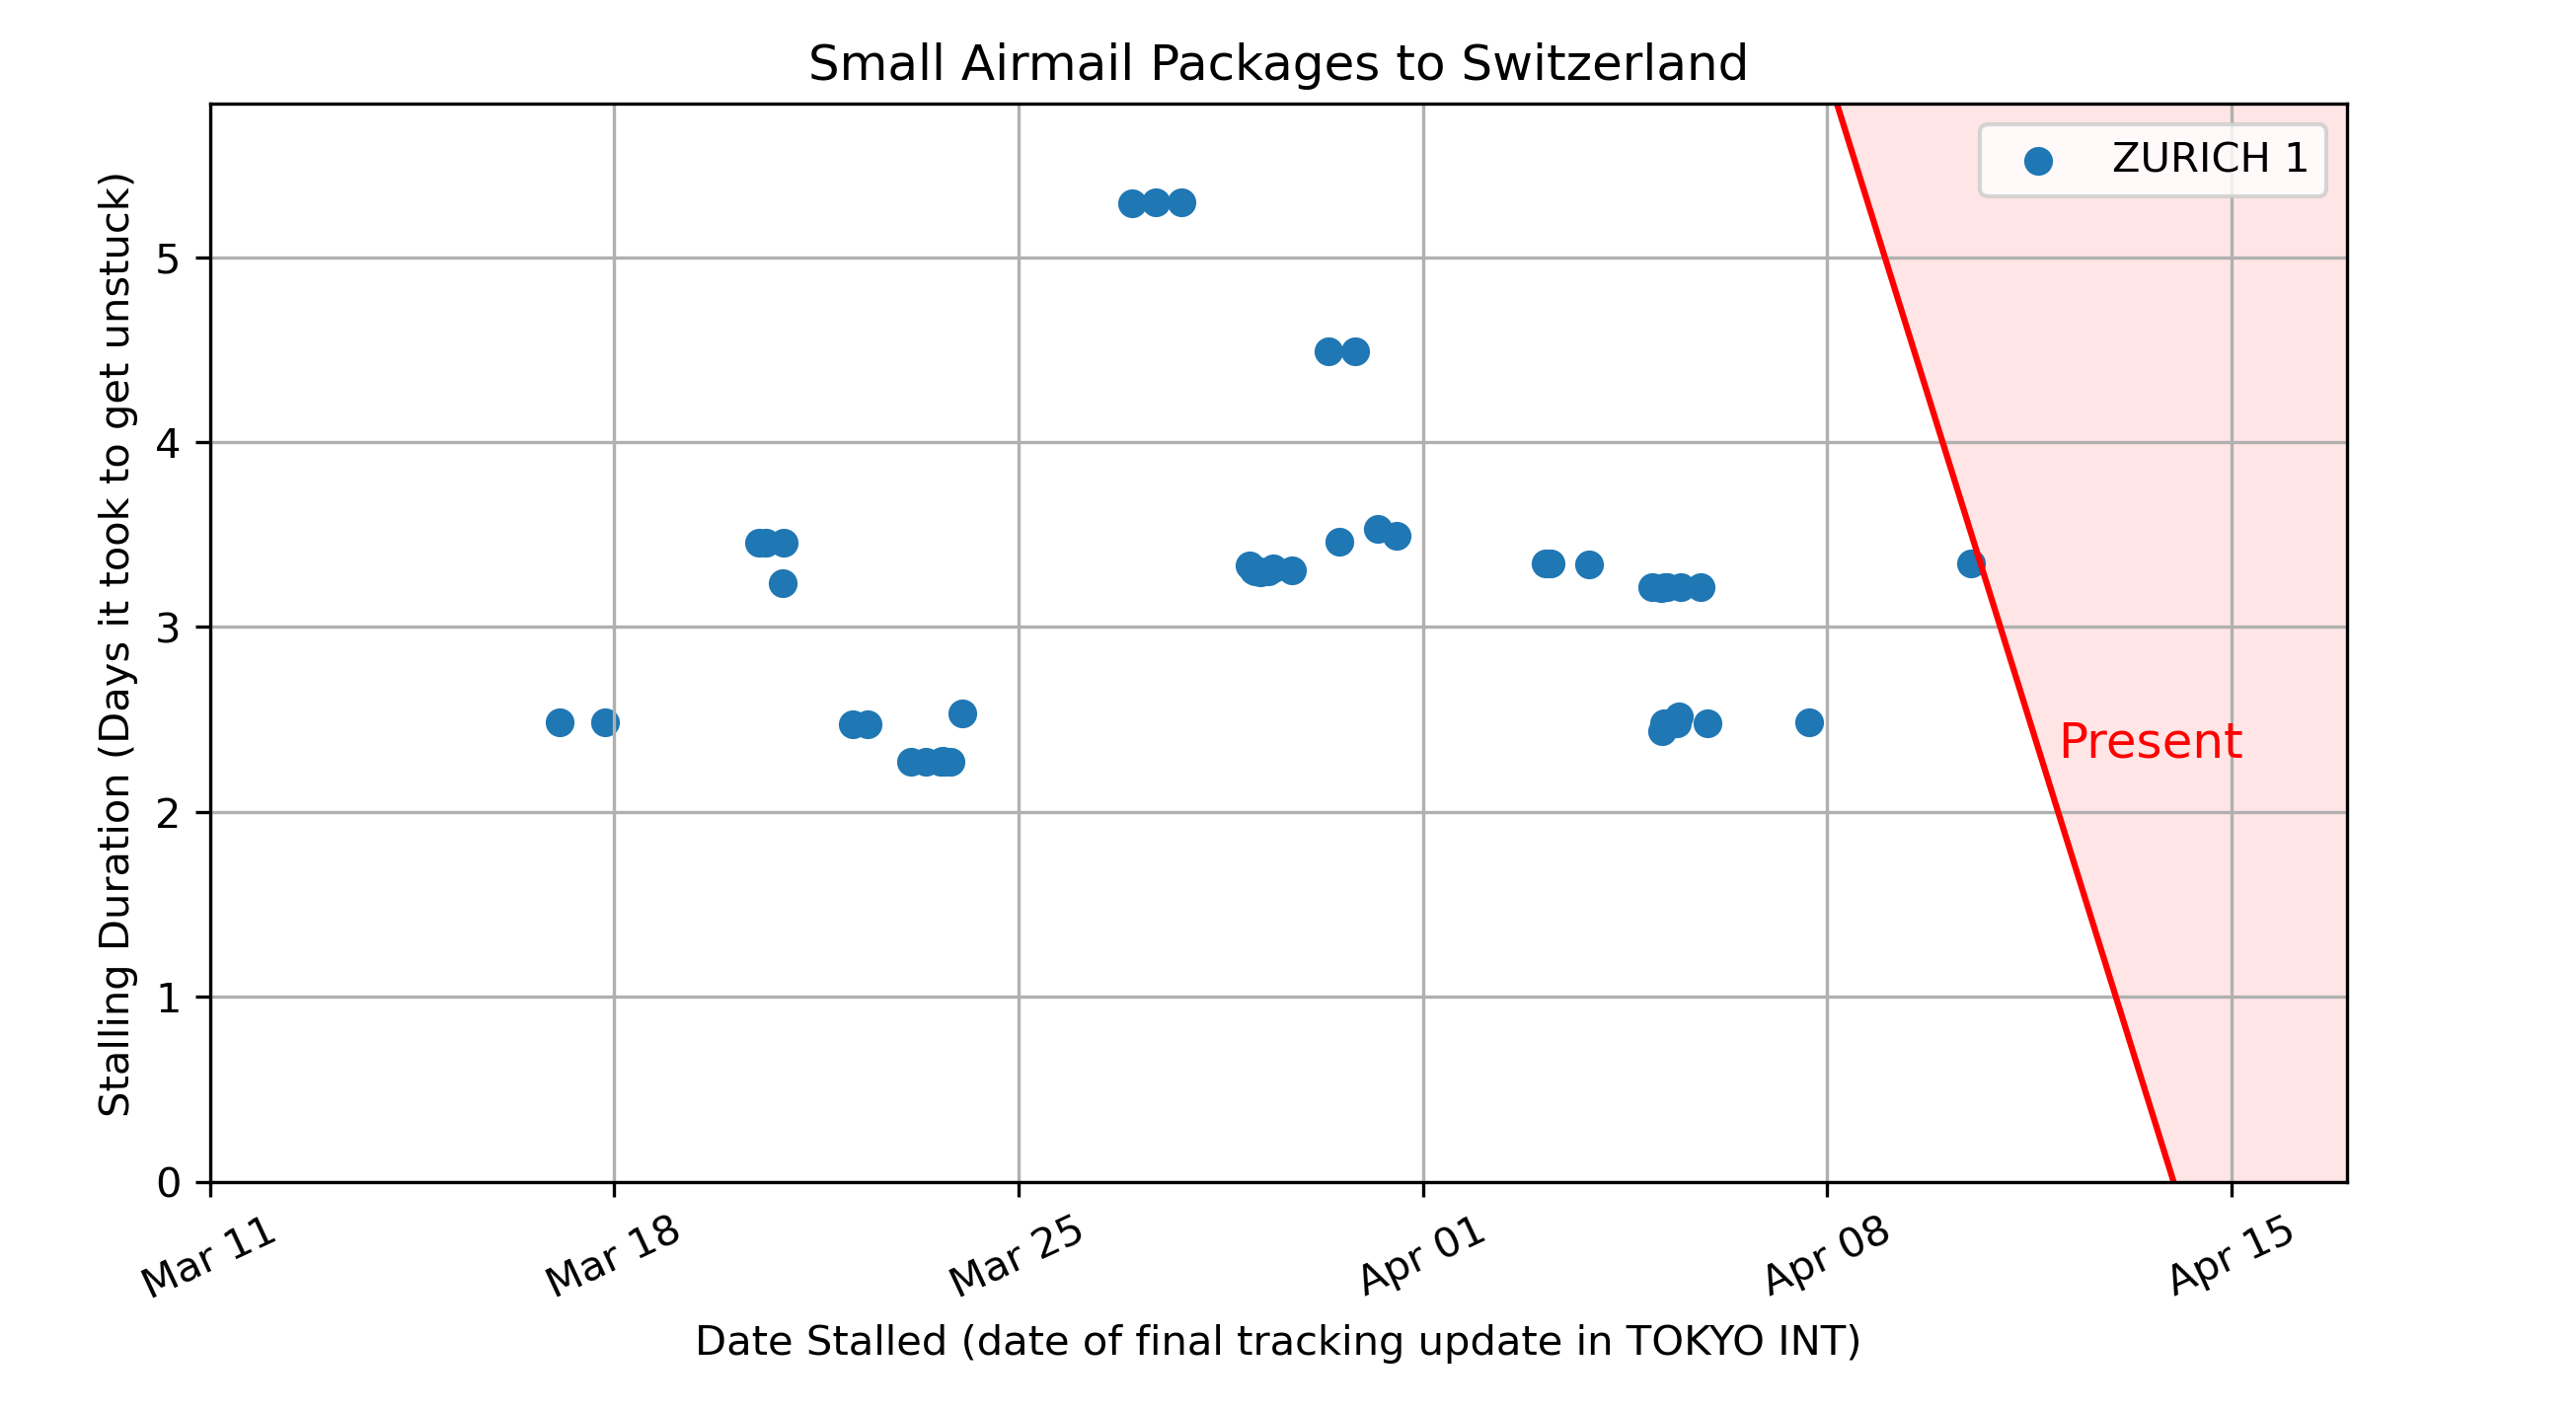 Small Airmail Packages to Switzerland
ZURICH 1
Stalling Duration (Days it took to get unstuck)
5
4
3
2
1
0
Present
Mar 11
Mar 18
Mar 25
Apr 01
Apr 08
Apr 15
Date Stalled (date of final tracking update in TOKYO INT)